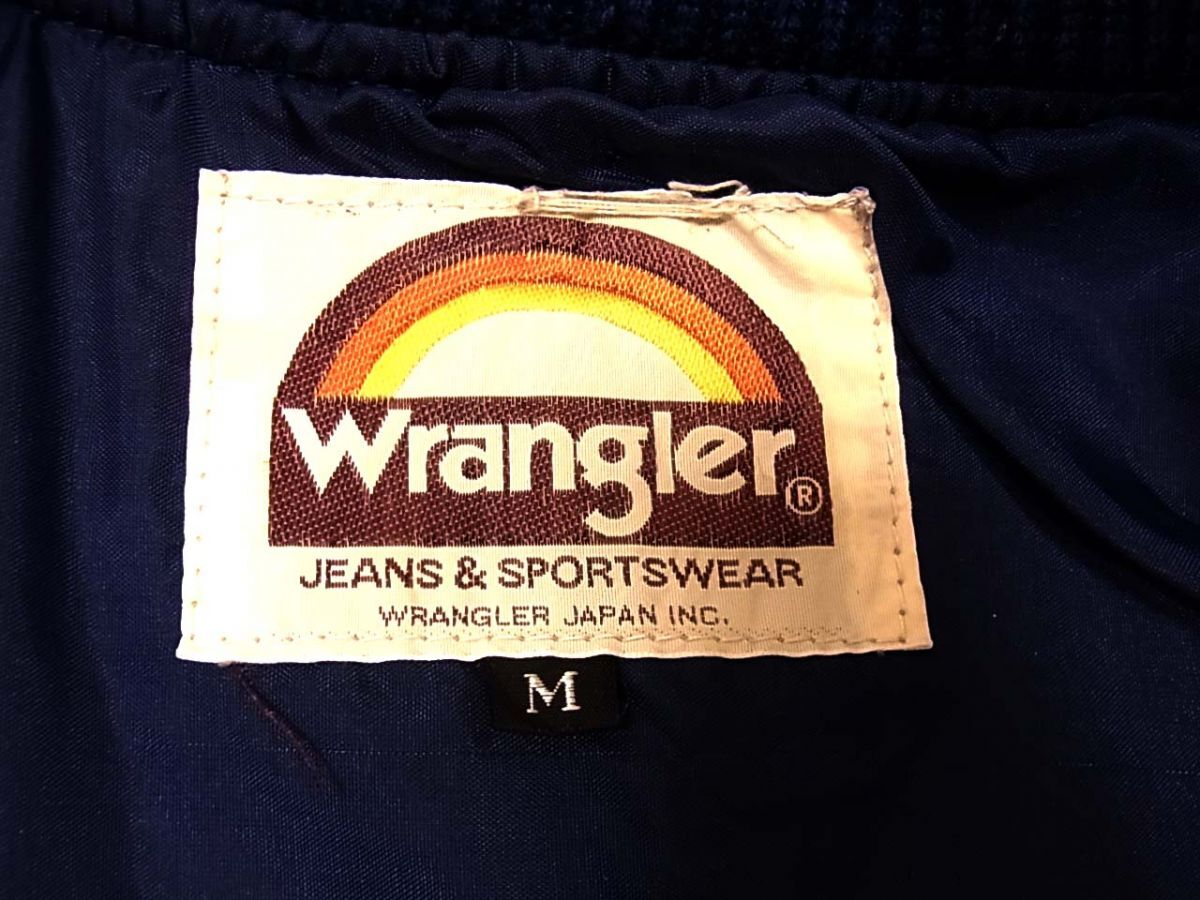 Wrangler®
JEANS & SPORTSWEAR
WRANGLER JAPAN INC.
M